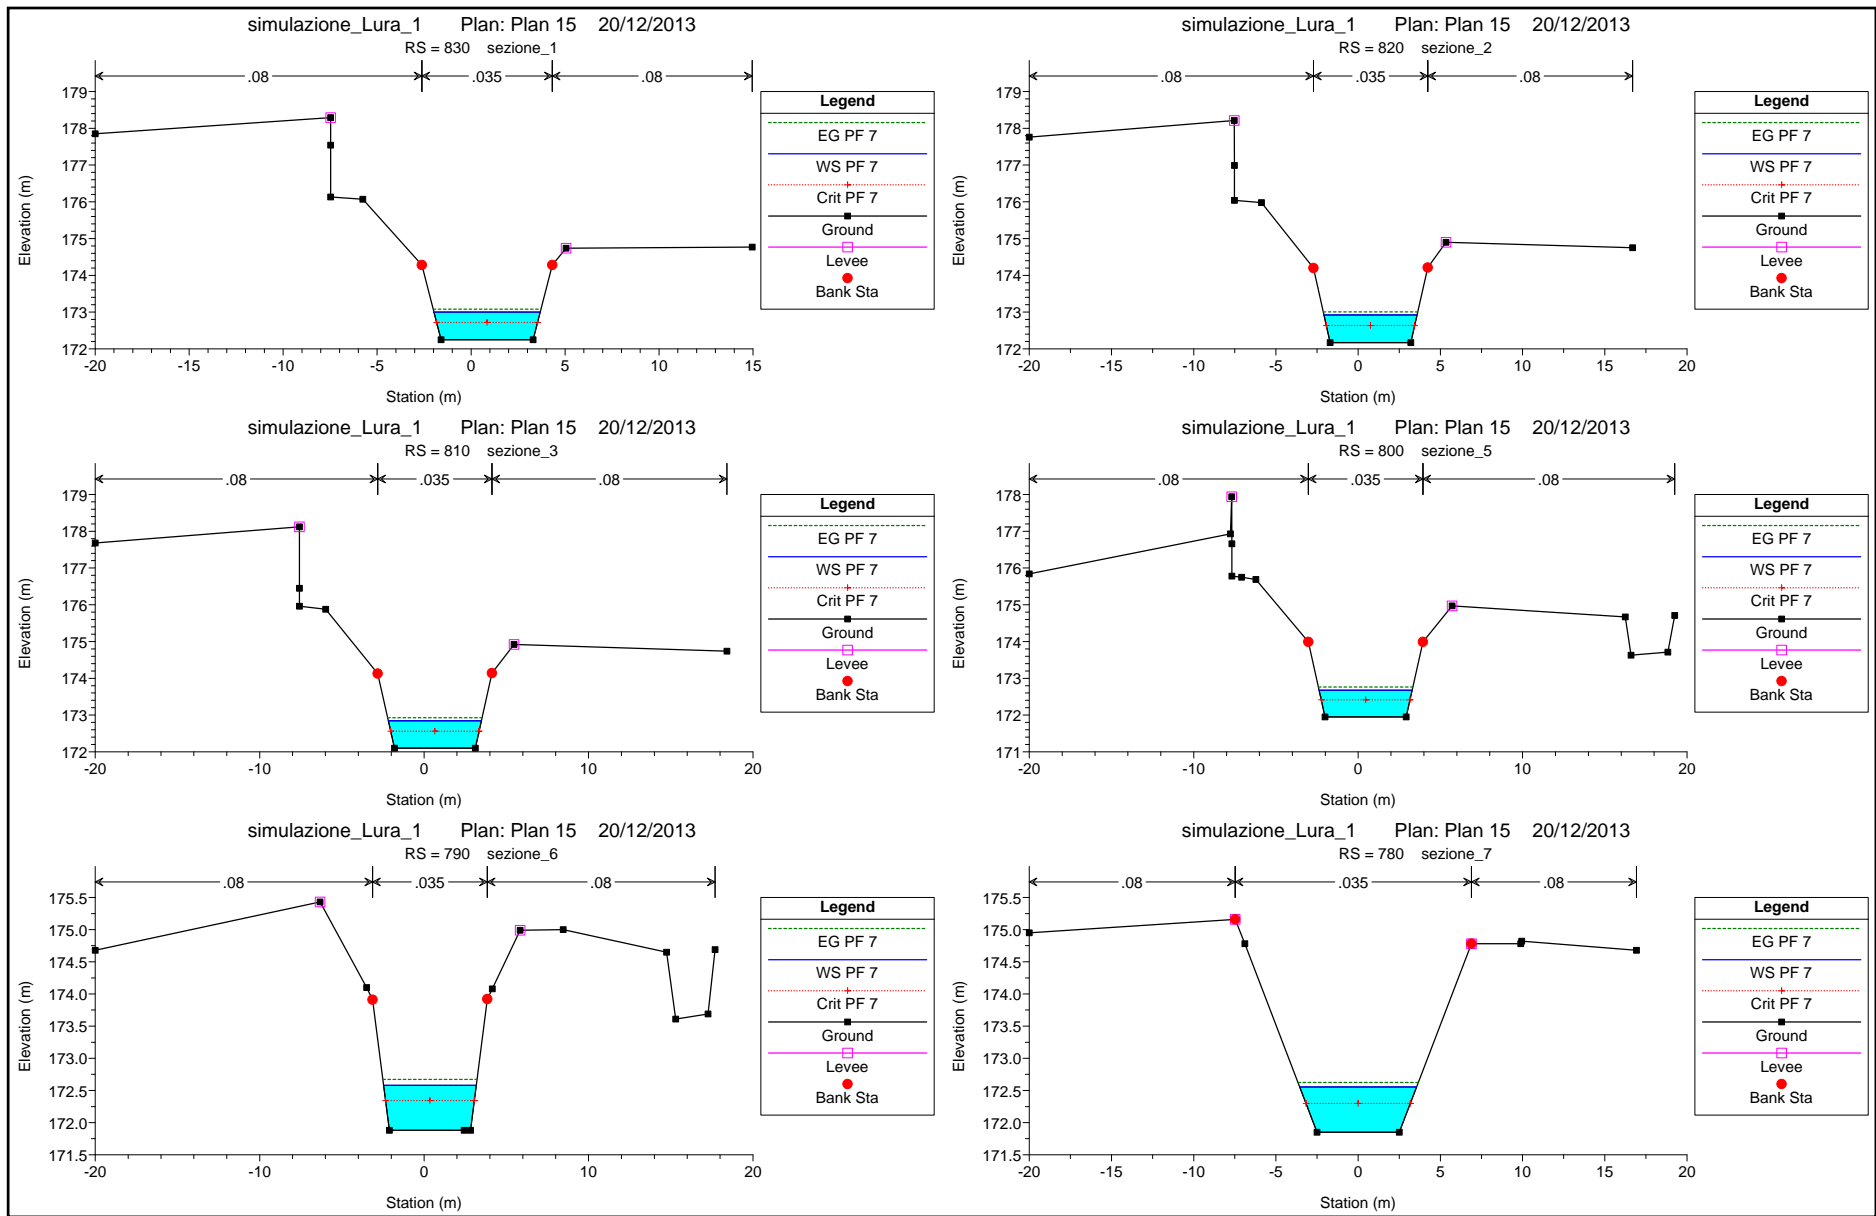 simulazione_Lura_1 Plan: Plan 15 20/12/2013
RS = 830 sezione_1
.08 .035 .08
179
178
177
176
175
174
173
172
Elevation (m)
-20 -15 -10 -5 0 5 10 15
Station (m)
Legend
EG PF 7
WS PF 7
Crit PF 7
Ground
Levee
Bank Sta
simulazione_Lura_1 Plan: Plan 15 20/12/2013
RS = 820 sezione_2
.08 .035 .08
179
178
177
176
175
174
173
172
Elevation (m)
-20 -15 -10 -5 0 5 10 15 20
Station (m)
Legend
EG PF 7
WS PF 7
Crit PF 7
Ground
Levee
Bank Sta
simulazione_Lura_1 Plan: Plan 15 20/12/2013
RS = 810 sezione_3
.08 .035 .08
179
178
177
176
175
174
173
172
Elevation (m)
-20 -10 0 10 20
Station (m)
Legend
EG PF 7
WS PF 7
Crit PF 7
Ground
Levee
Bank Sta
simulazione_Lura_1 Plan: Plan 15 20/12/2013
RS = 800 sezione_5
.08 .035 .08
178
177
176
175
174
173
172
171
Elevation (m)
-20 -10 0 10 20
Station (m)
Legend
EG PF 7
WS PF 7
Crit PF 7
Ground
Levee
Bank Sta
simulazione_Lura_1 Plan: Plan 15 20/12/2013
RS = 790 sezione_6
.08 .035 .08
175.5
175.0
174.5
174.0
173.5
173.0
172.5
172.0
171.5
Elevation (m)
-20 -10 0 10 20
Station (m)
Legend
EG PF 7
WS PF 7
Crit PF 7
Ground
Levee
Bank Sta
simulazione_Lura_1 Plan: Plan 15 20/12/2013
RS = 780 sezione_7
.08 .035 .08
175.5
175.0
174.5
174.0
173.5
173.0
172.5
172.0
171.5
Elevation (m)
-20 -15 -10 -5 0 5 10 15 20
Station (m)
Legend
EG PF 7
WS PF 7
Crit PF 7
Ground
Levee
Bank Sta